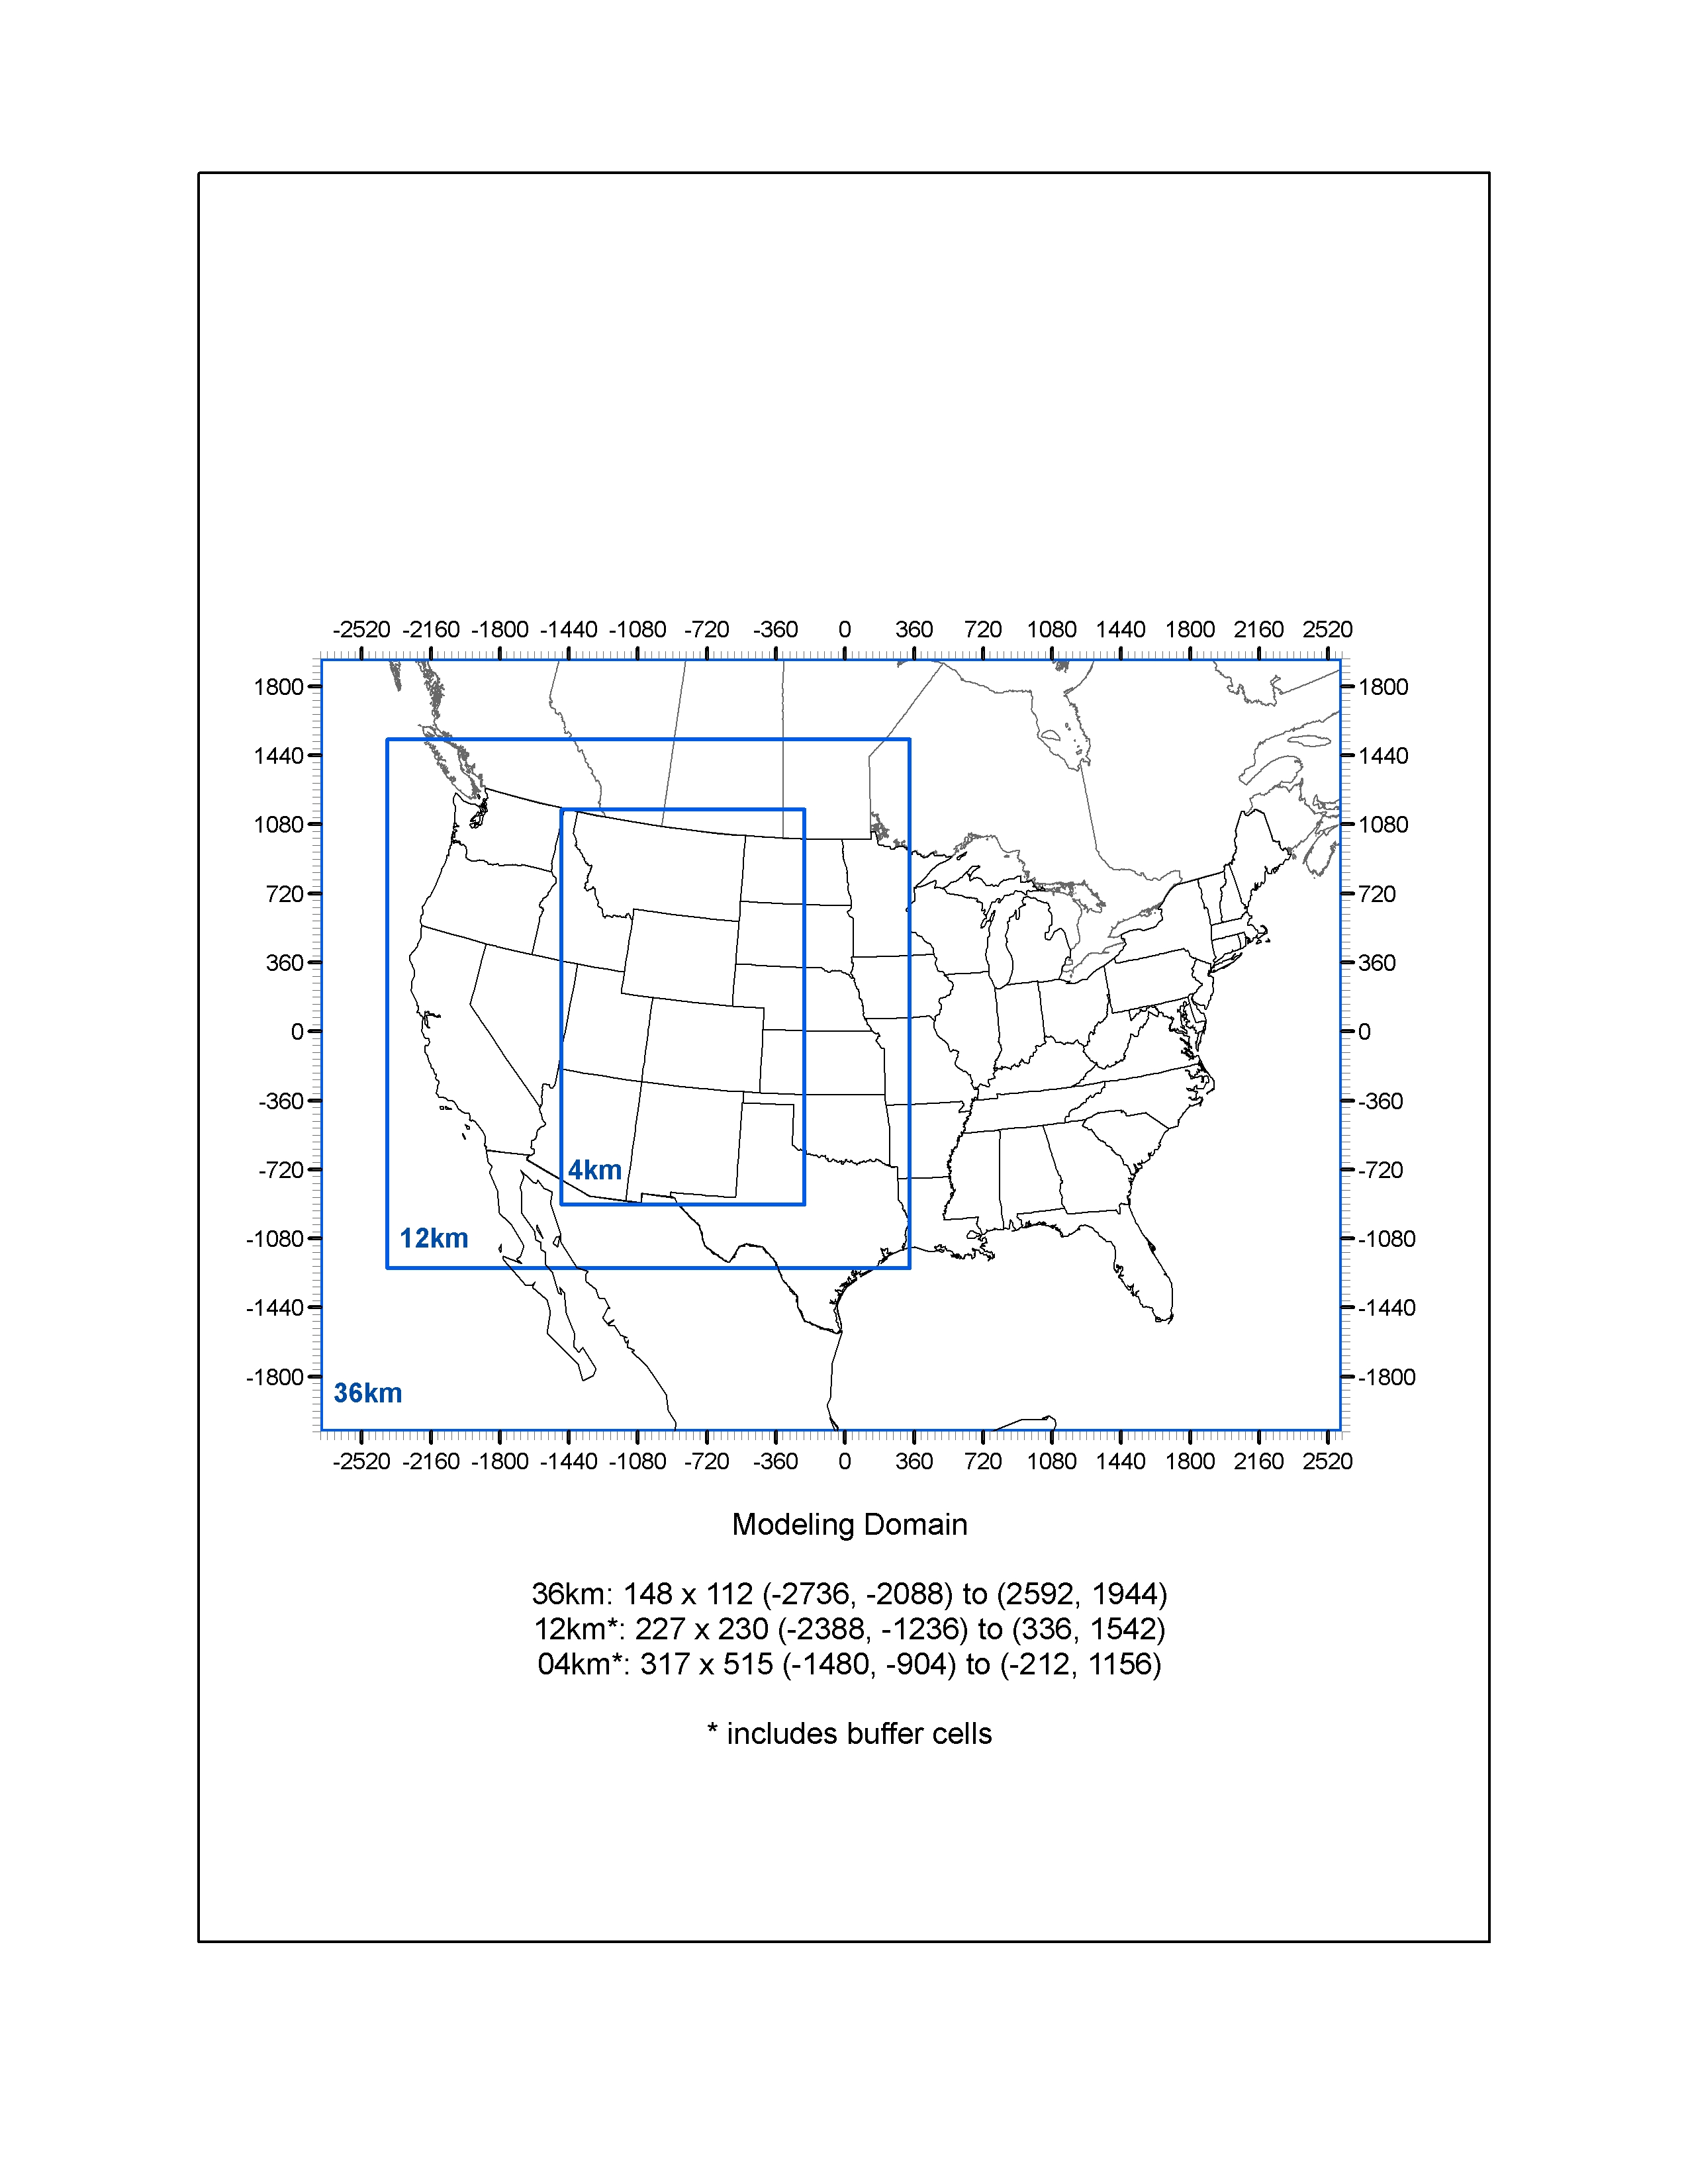 -2520 -2160 -1800 -1440 -1080 -720 -360 0 360 720 1080 1440 1800 2160 2520
1800 1800
1440 1440
1080 1080
720 720
360 360
0 0
-360 -360
-720 4km -720
-1080 12km -1080
-1440 -1440
-1800 -1800
36km
-2520 -2160 -1800 -1440 -1080 -720 -360 0 360 720 1080 1440 1800 2160 2520
Modeling Domain
36km: 148 x 112 (-2736, -2088) to (2592, 1944)
12km*: 227 x 230 (-2388, -1236) to (336, 1542)
04km*: 317 x 515 (-1480, -904) to (-212, 1156)
* includes buffer cells